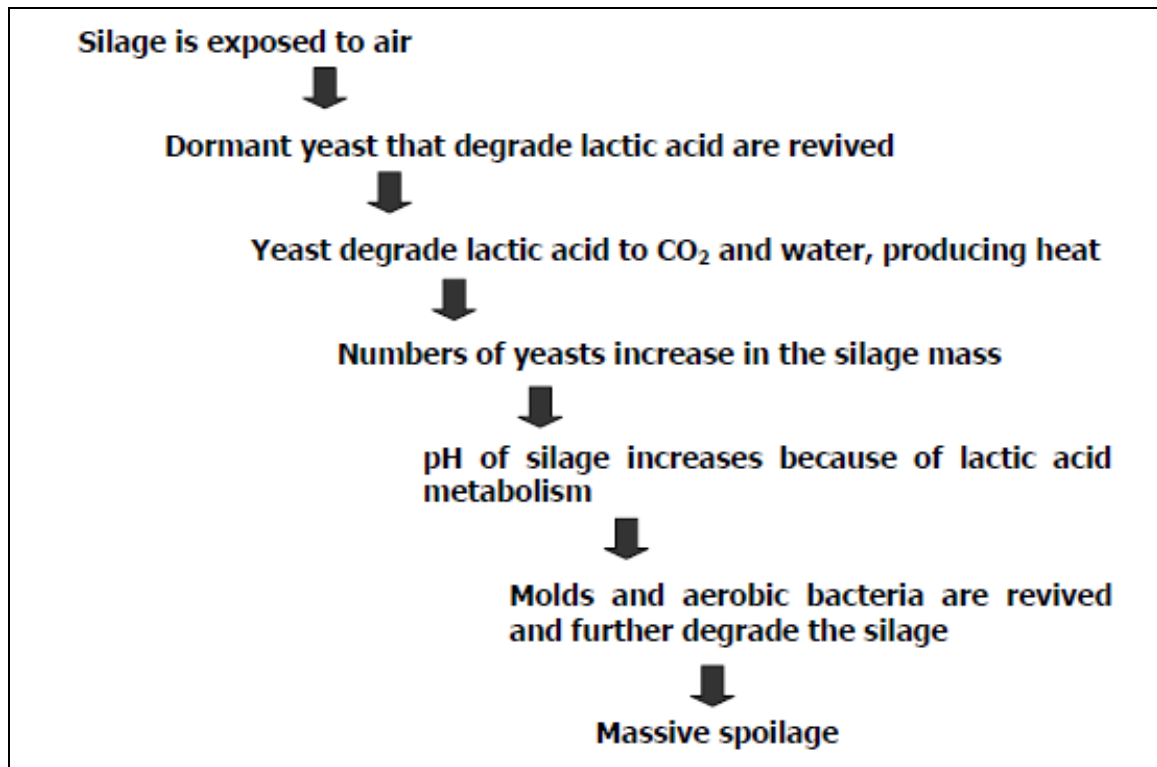 Silage is exposed to air
Dormant yeast that degrade lactic acid are revived
Yeast degrade lactic acid to CO₂ and water, producing heat
Numbers of yeasts increase in the silage mass
pH of silage increases because of lactic acid
metabolism
Molds and aerobic bacteria are revived
and further degrade the silage
Massive spoilage